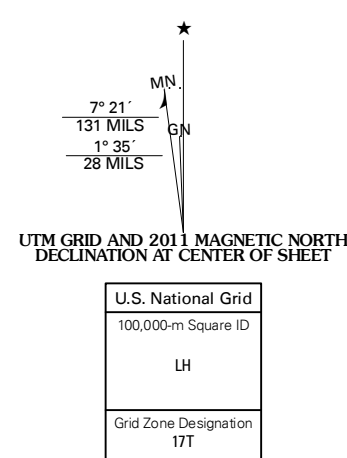 ★
MN
7° 21´
131 MILS
GN
1° 35´
28 MILS
UTM GRID AND 2011 MAGNETIC NORTH
DECLINATION AT CENTER OF SHEET
U.S. National Grid
100,000-m Square ID
LH
Grid Zone Designation
17T